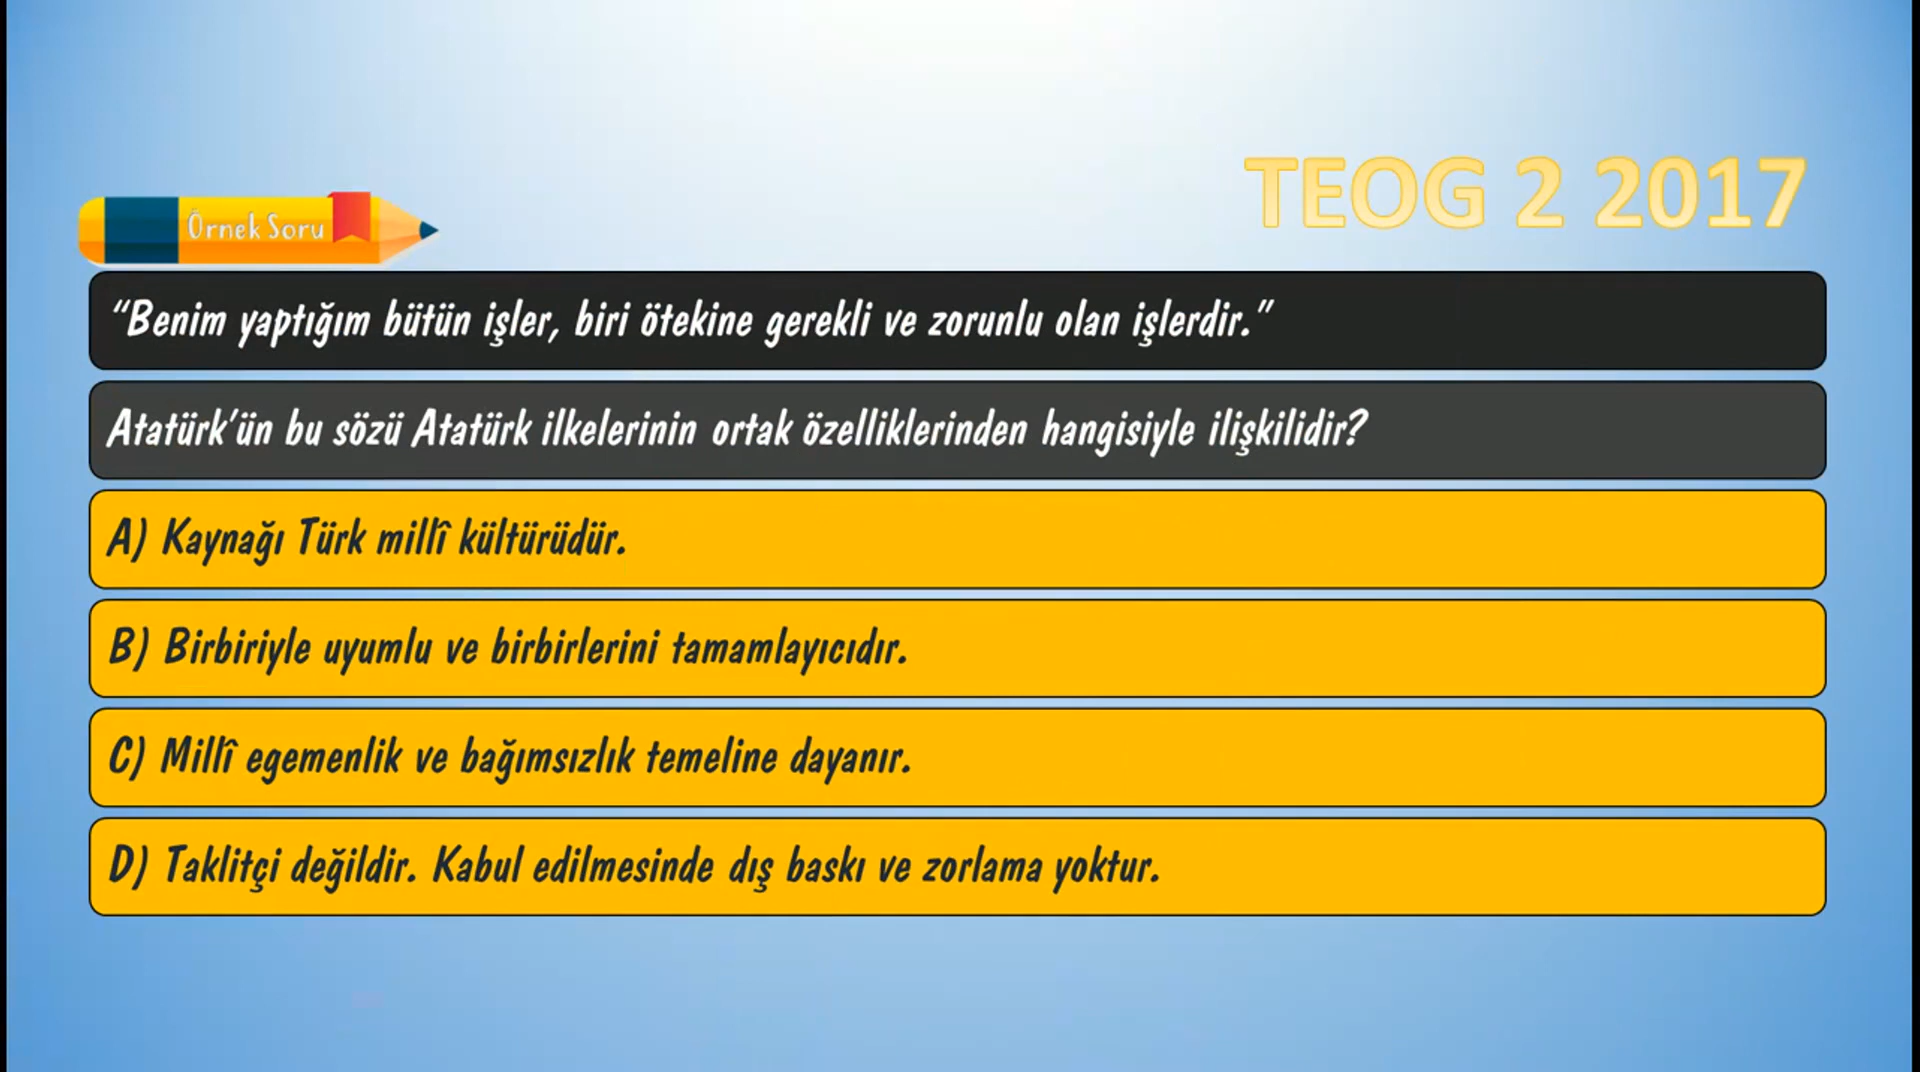 TEOG 2 2017
Örnek Soru
“Benim yaptığım bütün işler, biri ötekine gerekli ve zorunlu olan işlerdir.”
Atatürk’ün bu sözü Atatürk ilkelerinin ortak özelliklerinden hangisiyle ilişkilidir?
A) Kaynağı Türk millî kültürüdür.
B) Birbiriyle uyumlu ve birbirlerini tamamlayıcıdır.
C) Millî egemenlik ve bağımsızlık temeline dayanır.
D) Taklitçi değildir. Kabul edilmesinde dış baskı ve zorlama yoktur.